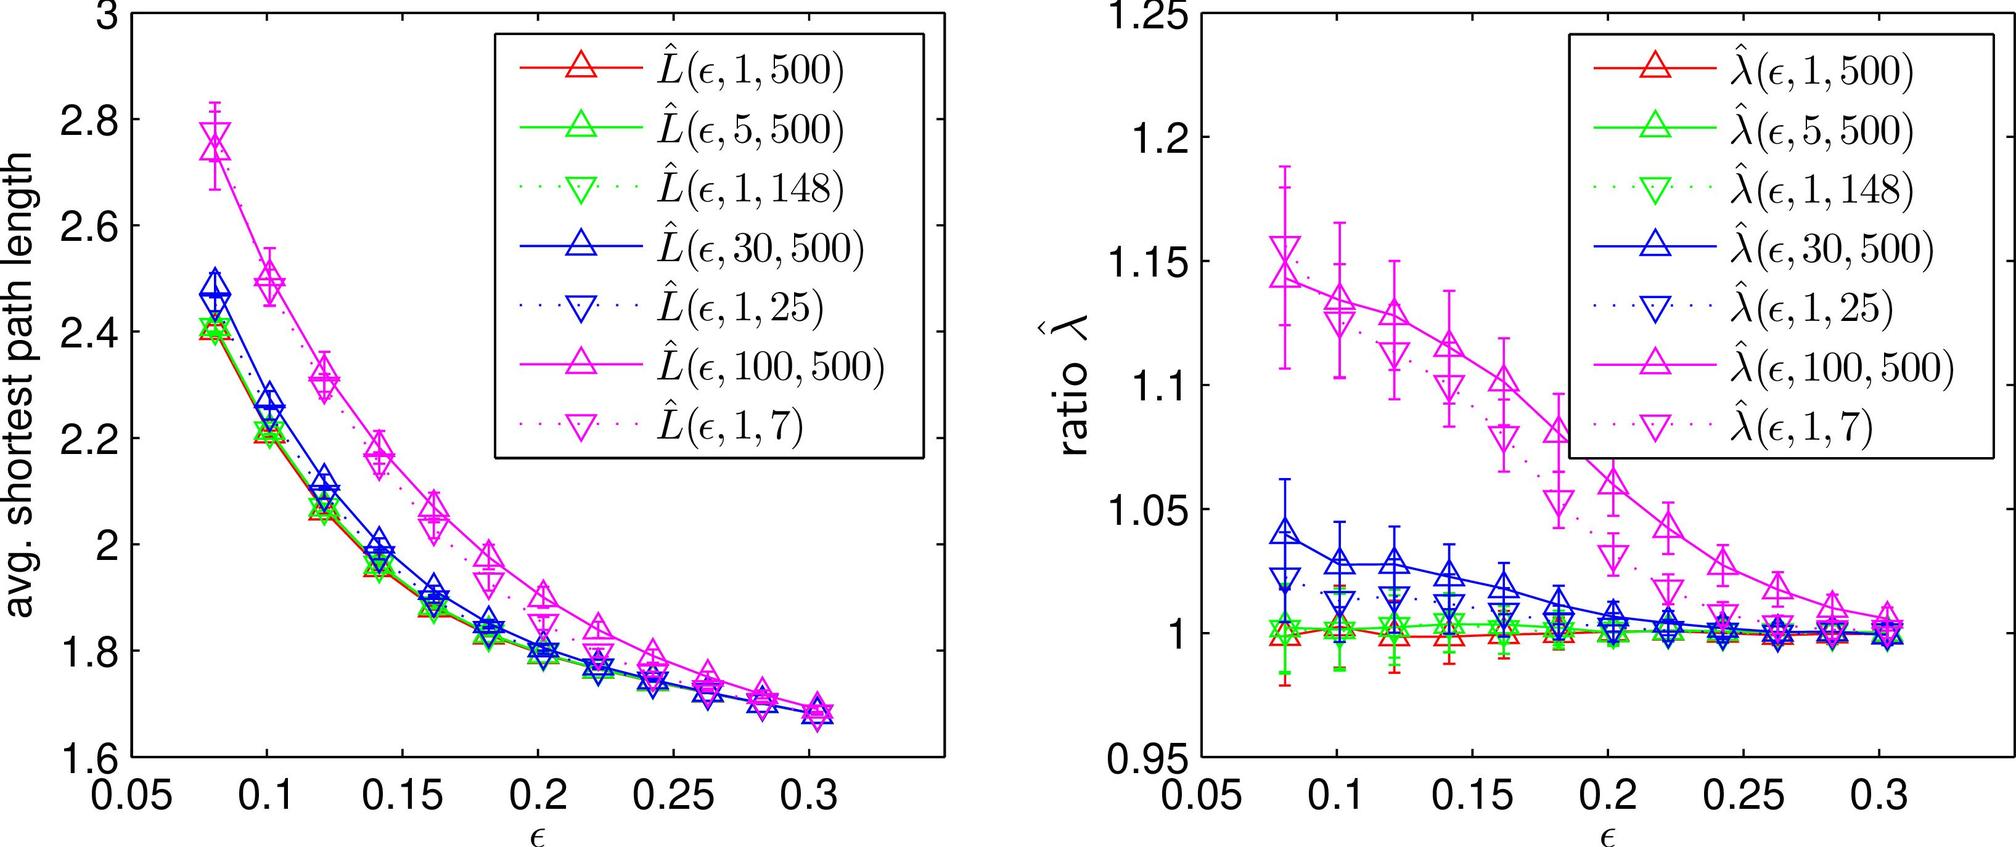 avg. shortest path length
3
2.8
2.6
2.4
2.2
2
1.8
1.6
0.05 0.1 0.15 0.2 0.25 0.3
ϵ
L̂(ϵ, 1, 500)
L̂(ϵ, 5, 500)
L̂(ϵ, 1, 148)
L̂(ϵ, 30, 500)
L̂(ϵ, 1, 25)
L̂(ϵ, 100, 500)
L̂(ϵ, 1, 7)
ratio λ̂
1.25
1.2
1.15
1.1
1.05
1
0.95
0.05 0.1 0.15 0.2 0.25 0.3
ϵ
λ̂(ϵ, 1, 500)
λ̂(ϵ, 5, 500)
λ̂(ϵ, 1, 148)
λ̂(ϵ, 30, 500)
λ̂(ϵ, 1, 25)
λ̂(ϵ, 100, 500)
λ̂(ϵ, 1, 7)